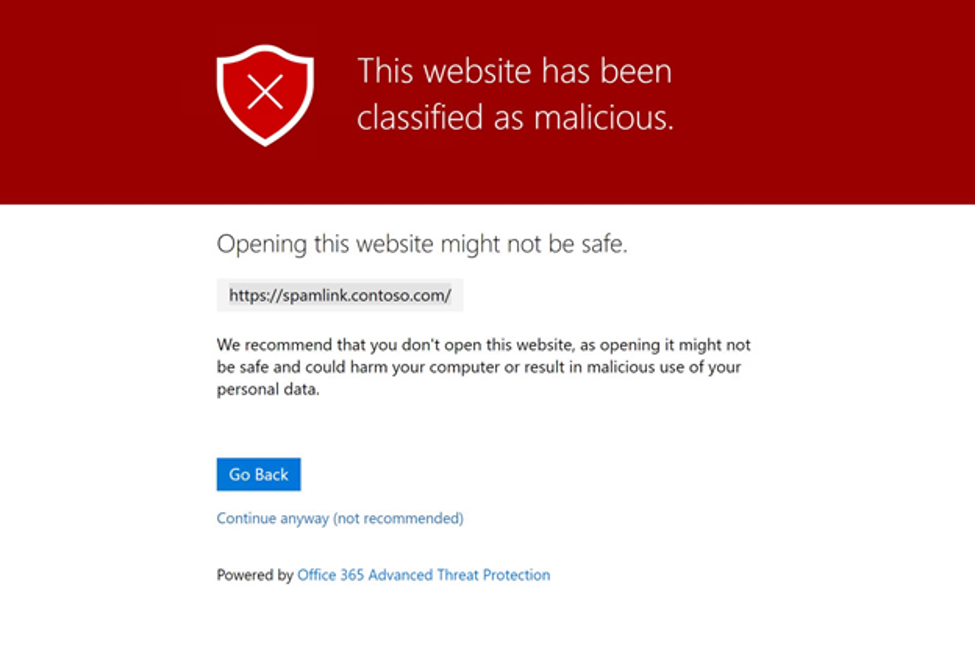 This website has been
classified as malicious.
Opening this website might not be safe.
https://spamlink.contoso.com/
We recommend that you don't open this website, as opening it might not
be safe and could harm your computer or result in malicious use of your
personal data.
Go Back
Continue anyway (not recommended)
Powered by Office 365 Advanced Threat Protection